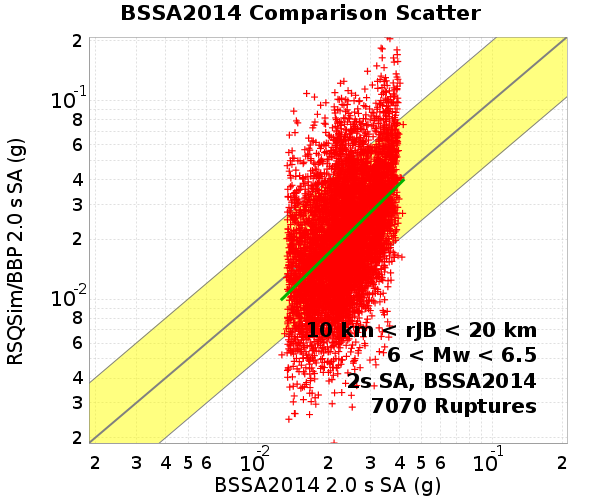 BSSA2014 Comparison Scatter
RSQSim/BBP 2.0 s SA (g)
2
10-1
8
6
4
3
2
10-2
8
6
4
3
2
10 km < rJB < 20 km
6 < Mw < 6.5
2s SA, BSSA2014
7070 Ruptures
2 3 4 5 6 10-2 2 3 4 5 6 10-1 2
BSSA2014 2.0 s SA (g)